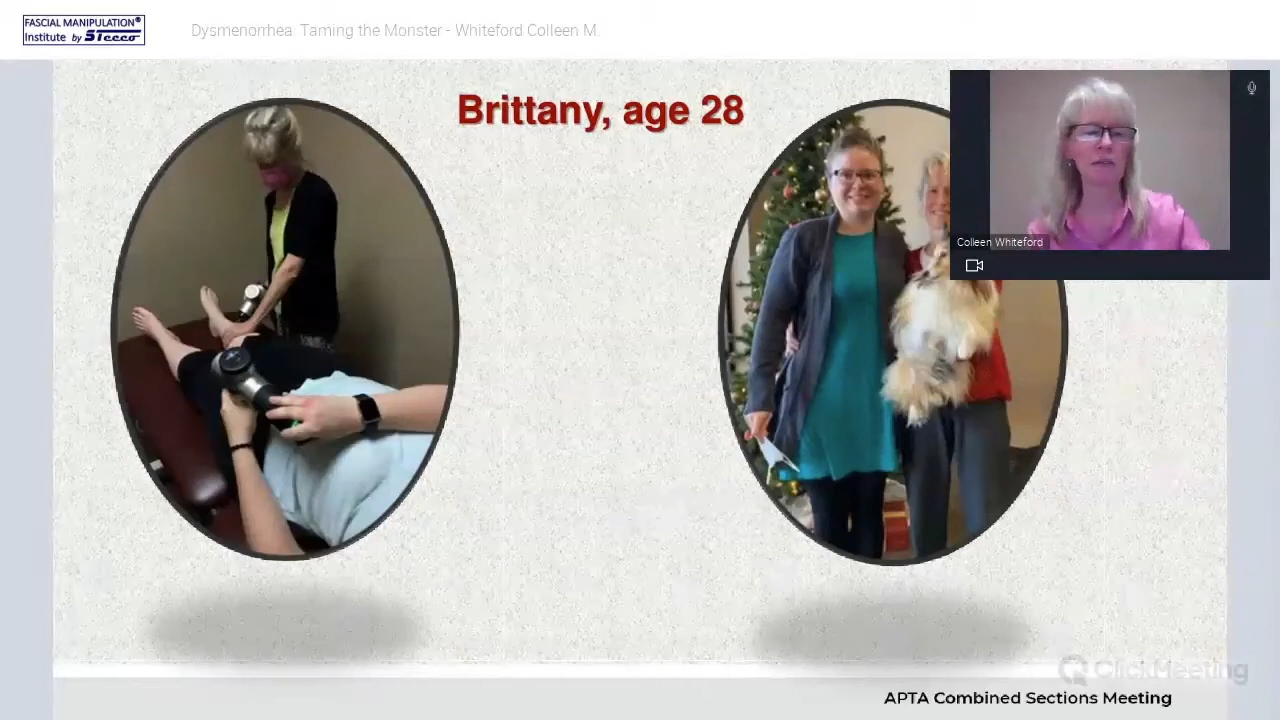 FASCIAL MANIPULATION®
Institute by Stecco
Dysmenorrhea Taming the Monster - Whiteford Colleen M.
Brittany, age 28
Colleen Whiteford
ClickMeeting
APTA Combined Sections Meeting